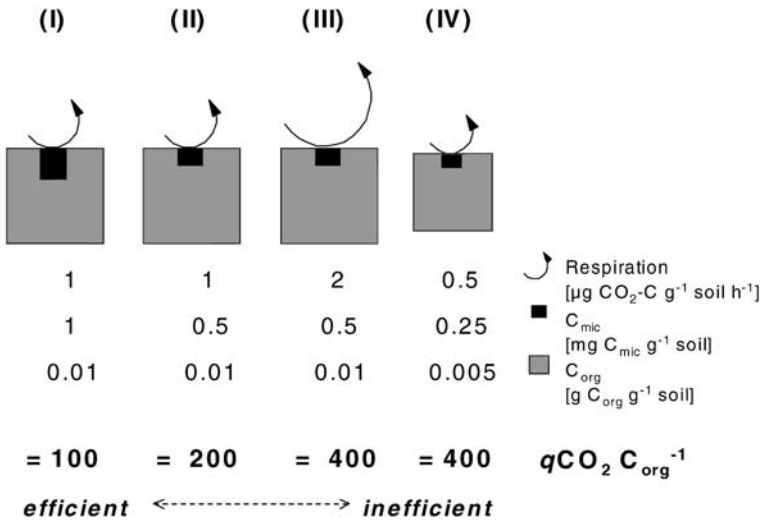 (I) (II) (III) (IV)
1 1 2 0.5
1 0.5 0.5 0.25
0.01 0.01 0.01 0.005
Respiration
[µg CO₂-C g⁻¹ soil h⁻¹]
Cmic
[mg Cmic g⁻¹ soil]
Corg
[g Corg g⁻¹ soil]
= 100 = 200 = 400 = 400 qCO₂ Corg⁻¹
efficient inefficient